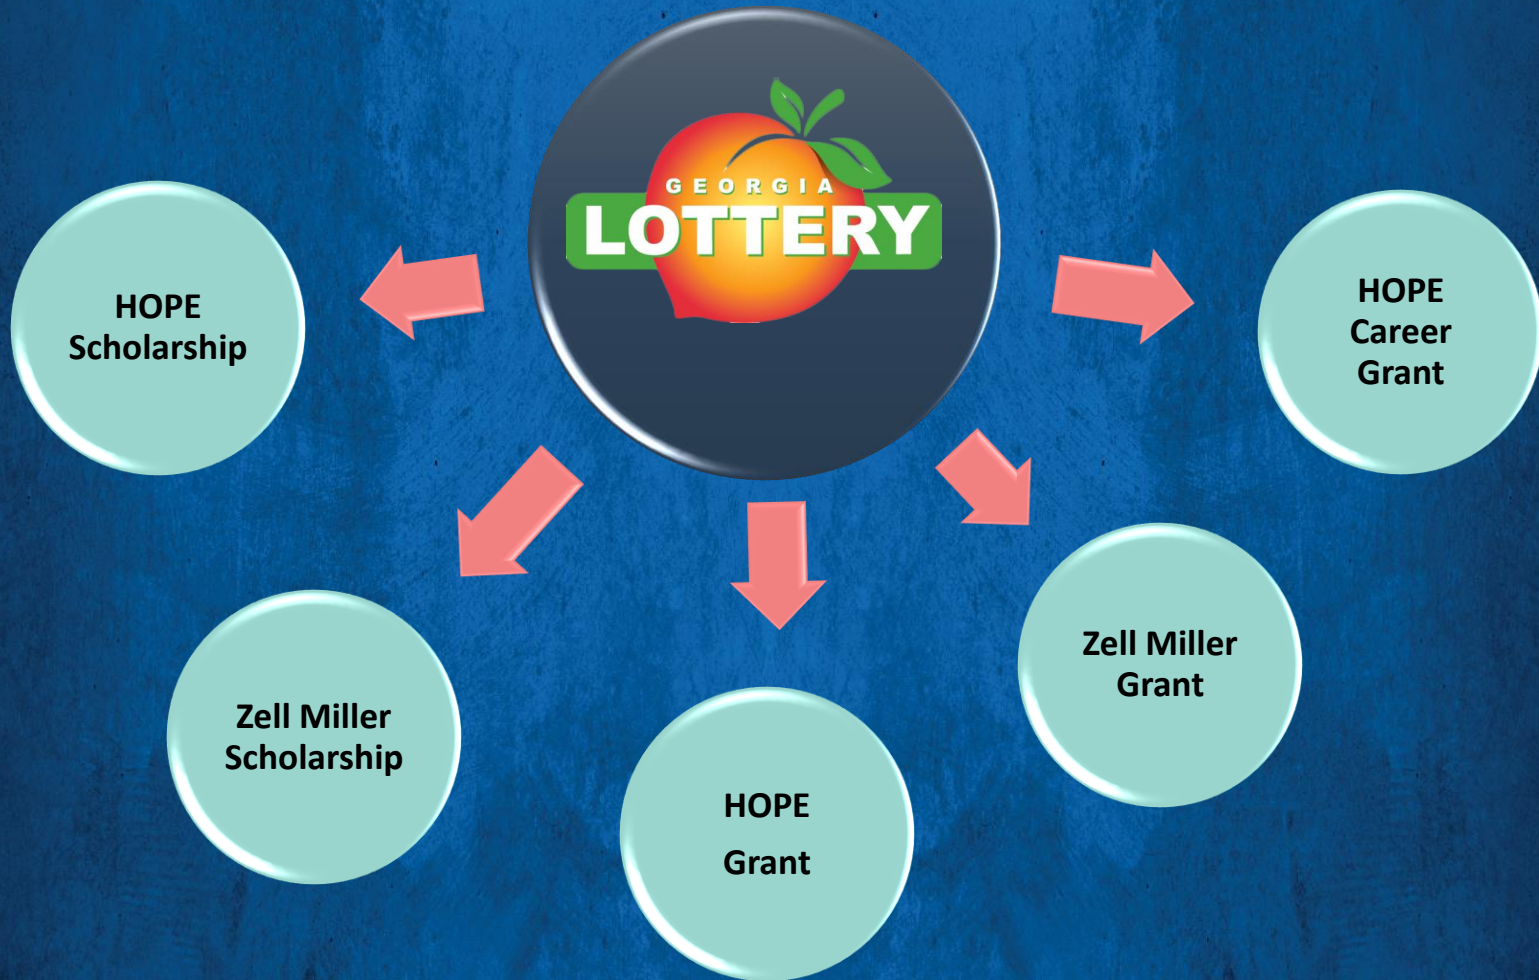 GEORGIA
LOTTERY
HOPE
Scholarship
HOPE
Career
Grant
Zell Miller
Scholarship
Zell Miller
Grant
HOPE
Grant